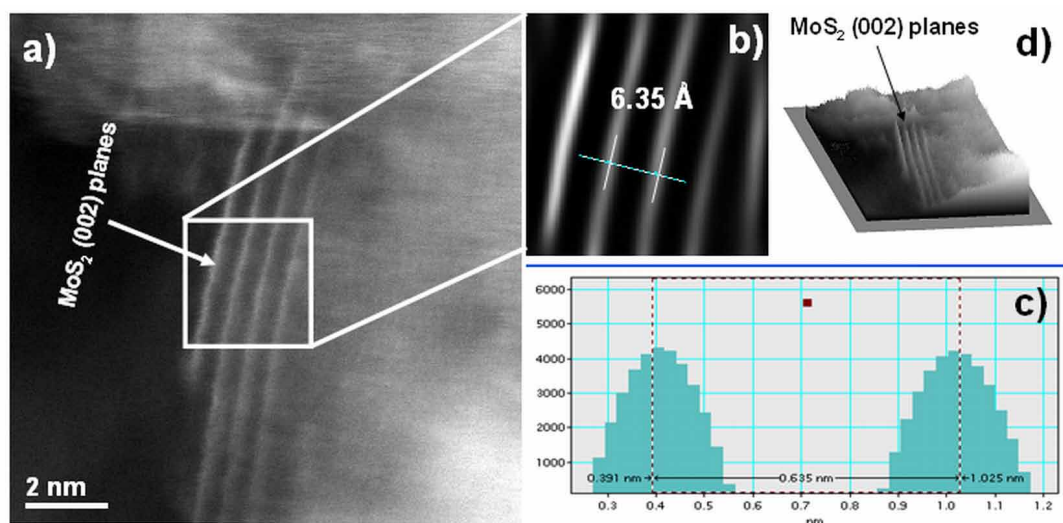 a)
MoS2 (002) planes
2 nm
b)
6.35 Å
MoS2 (002) planes
d)
c)
6000
5000
4000
3000
2000
1000
0.391 nm
0.635 nm
1.025 nm
0.3 0.4 0.5 0.6 0.7 0.8 0.9 1.0 1.1 1.2
nm